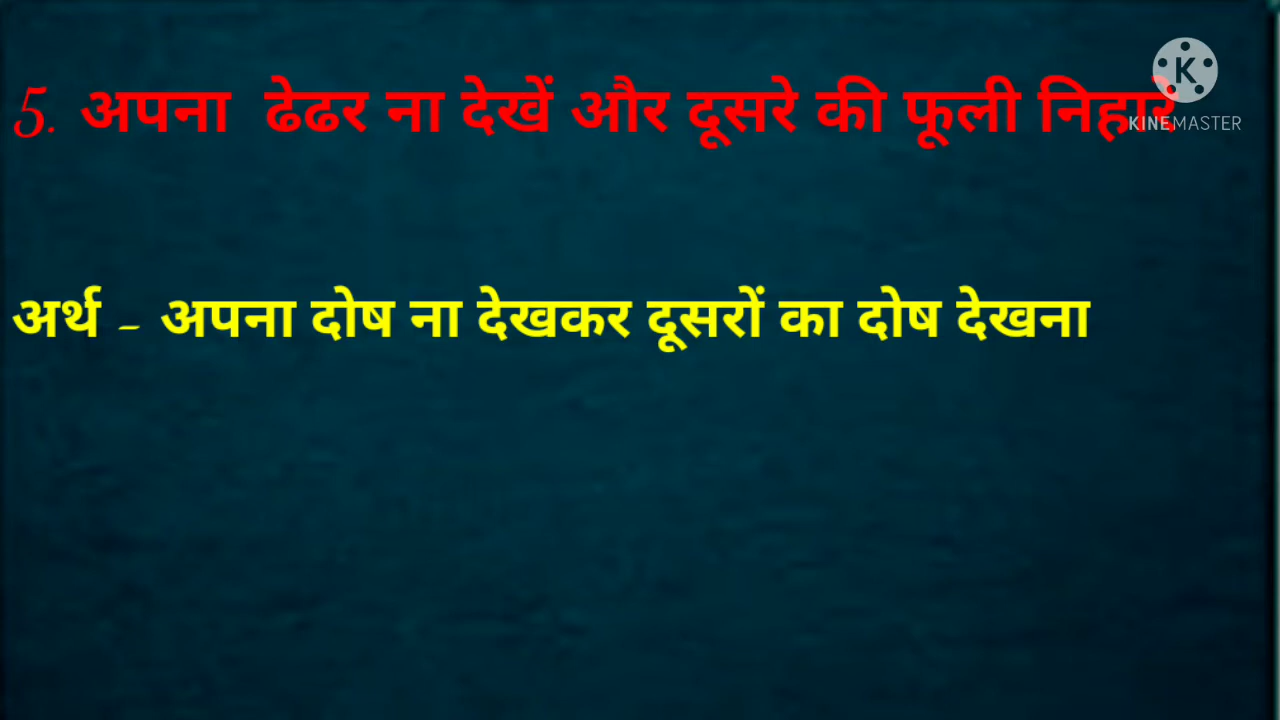 5. अपना ढेढर ना देखें और दूसरे की फूली निहारे
KINEMASTER
अर्थ - अपना दोष ना देखकर दूसरों का दोष देखना